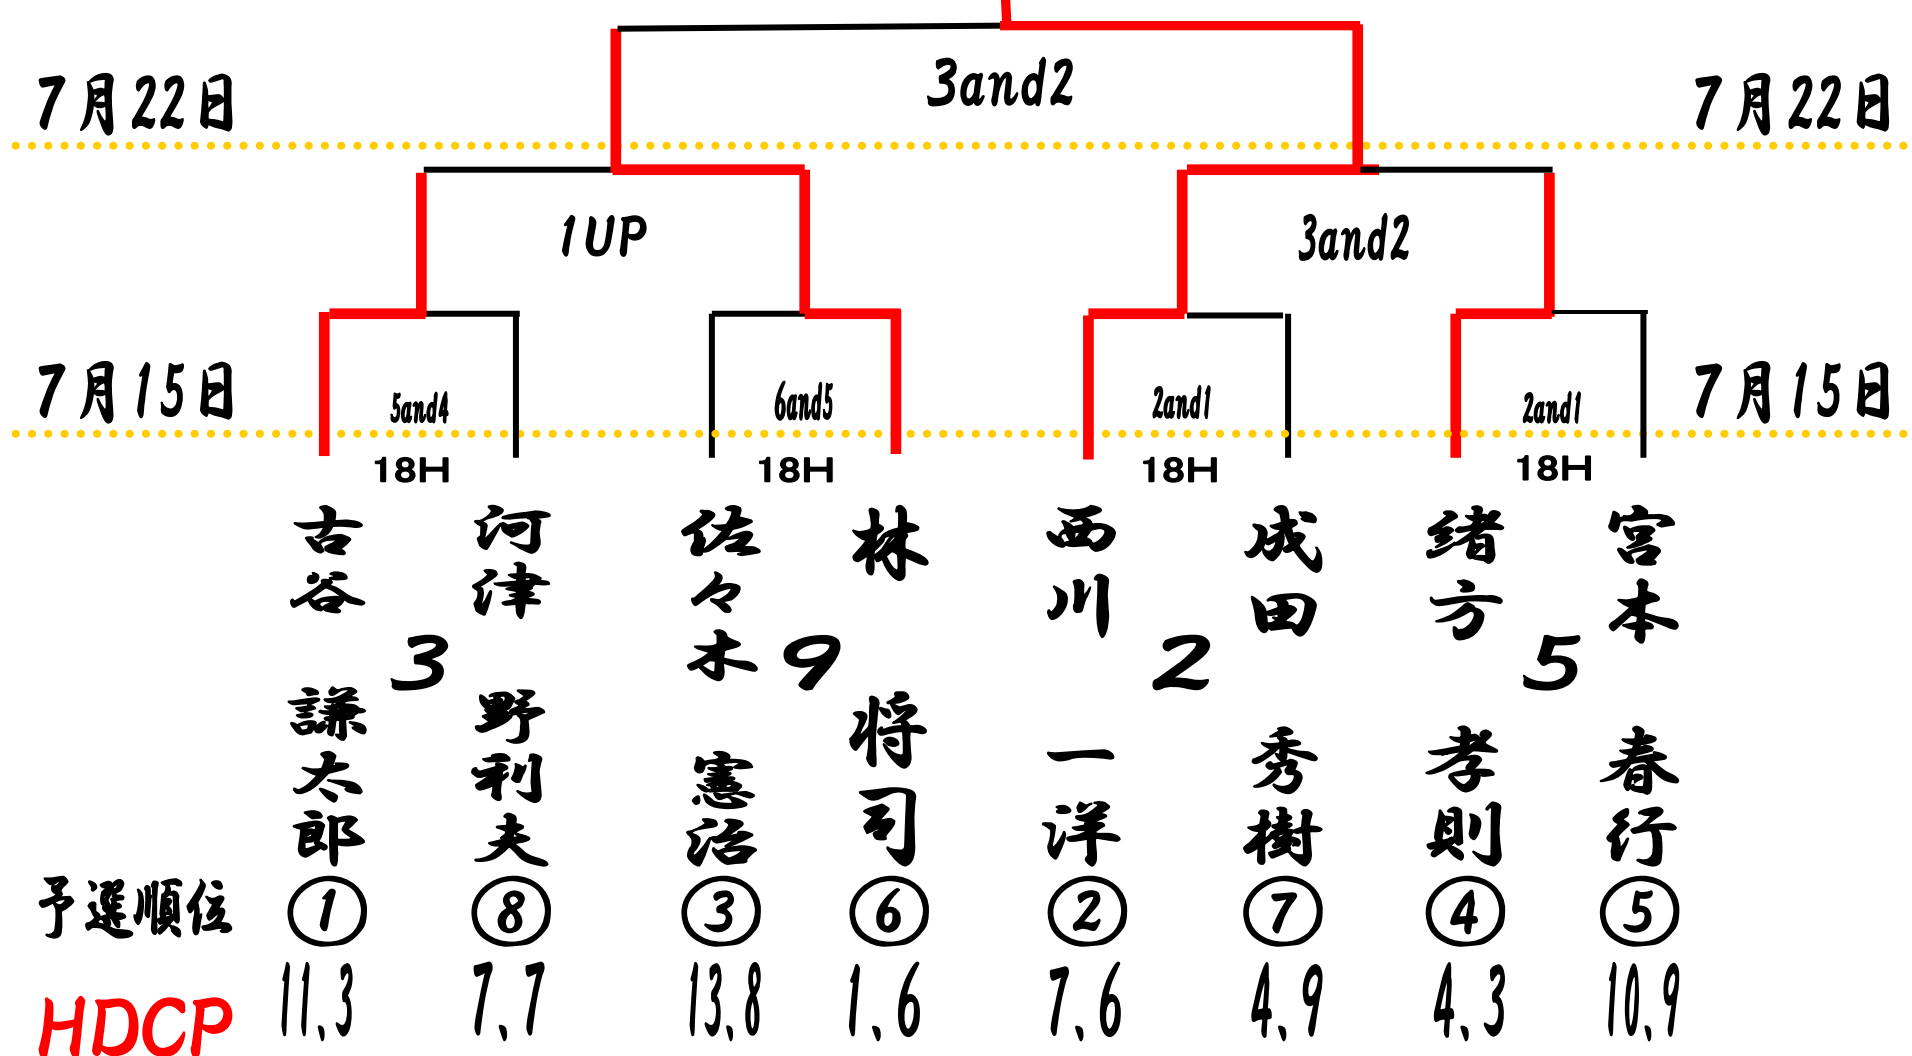 3and2
7月22日
7月22日
1UP
3and2
7月15日
5and4
6and5
2and1
2and1
7月15日
18H
18H
18H
18H
古谷 謙太郎
3
河津 野利夫
佐々木 憲治
9
林 将司
西川 一洋
2
成田 秀樹
緒方 孝則
5
宮本 春行
予選順位 ① ⑧ ③ ⑥ ② ⑦ ④ ⑤
HDCP 11.3 7.7 13.8 1.6 7.6 4.9 4.3 10.9